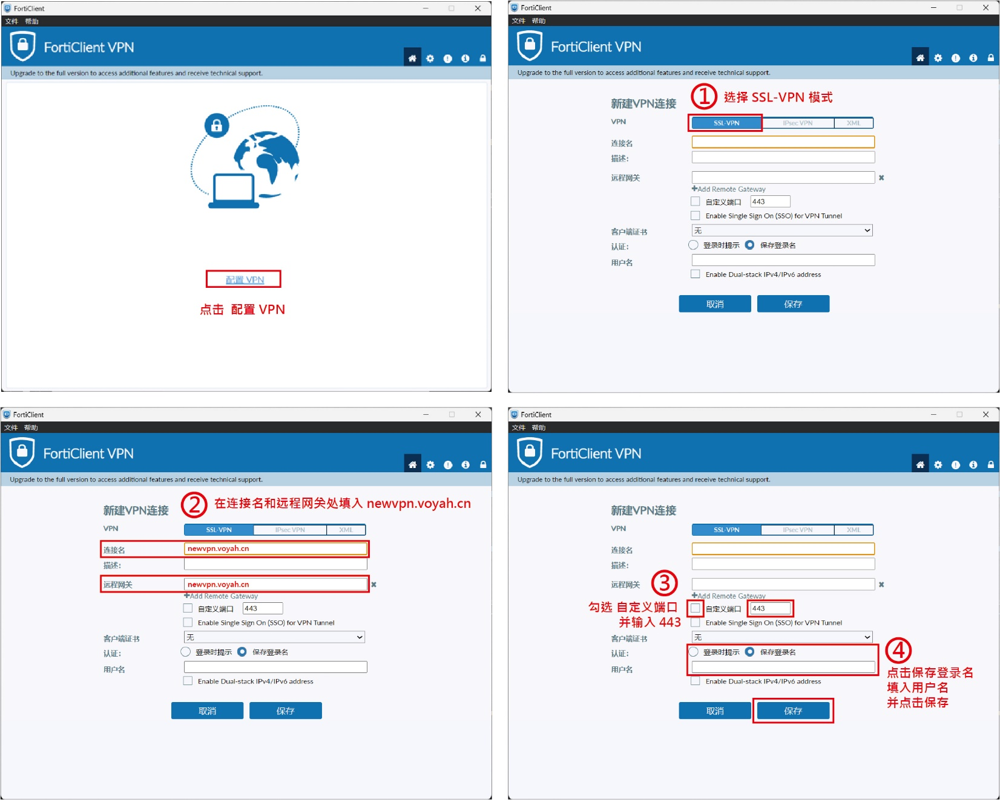 FortiClient
文件 帮助
FortiClient VPN
Upgrade to the full version to access additional features and receive technical support.
配置 VPN
点击 配置 VPN
FortiClient
文件 帮助
FortiClient VPN
Upgrade to the full version to access additional features and receive technical support.
新建VPN连接
① 选择 SSL-VPN 模式
VPN SSL-VPN IPsec VPN XML
连接名
描述:
远程网关
Add Remote Gateway
自定义端口 443
Enable Single Sign On (SSO) for VPN Tunnel
客户端证书 无
认证: 登录时提示 保存登录名
用户名
Enable Dual-stack IPv4/IPv6 address
取消 保存
FortiClient
文件 帮助
FortiClient VPN
Upgrade to the full version to access additional features and receive technical support.
新建VPN连接
② 在连接名和远程网关处填入 newvpn.voyah.cn
VPN SSL-VPN IPsec VPN XML
连接名 newvpn.voyah.cn
描述:
远程网关 newvpn.voyah.cn
Add Remote Gateway
自定义端口 443
Enable Single Sign On (SSO) for VPN Tunnel
客户端证书 无
认证: 登录时提示 保存登录名
用户名
Enable Dual-stack IPv4/IPv6 address
取消 保存
FortiClient
文件 帮助
FortiClient VPN
Upgrade to the full version to access additional features and receive technical support.
新建VPN连接
VPN SSL-VPN IPsec VPN XML
连接名
描述:
远程网关
③
勾选 自定义端口
并输入 443
Add Remote Gateway
自定义端口 443
Enable Single Sign On (SSO) for VPN Tunnel
客户端证书 无
认证: 登录时提示 保存登录名
用户名
④
点击保存登录名
填入用户名
并点击保存
Enable Dual-stack IPv4/IPv6 address
取消 保存